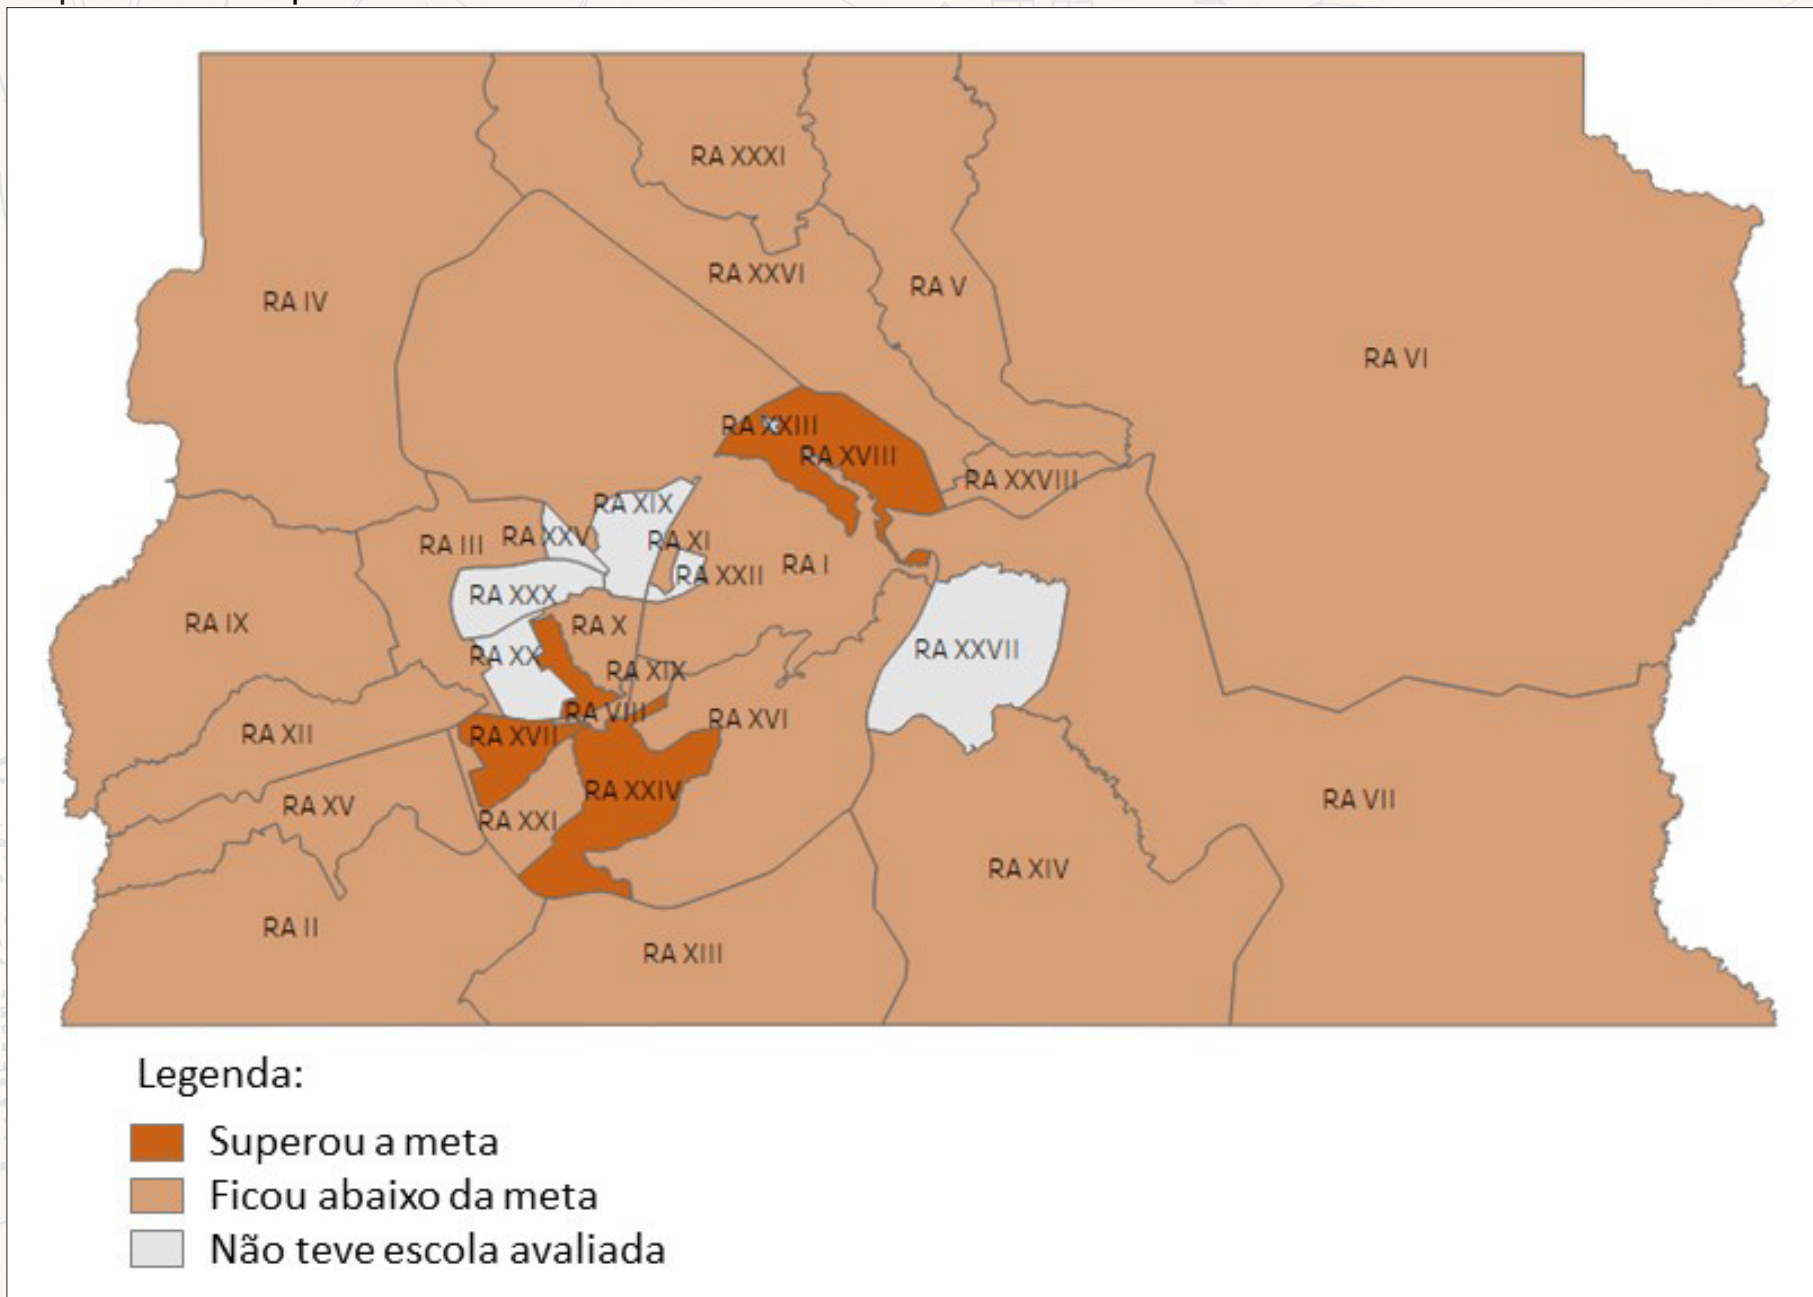 RA XXXI
RA XXVI
RA V
RA IV
RA VI
RA XXIII
RA XVIII
RA XXVIII
RA XIX
RA III
RA XXV
RA XI
RA I
RA XXII
RA XXX
RA IX
RA X
RA XX
RA XXVII
RA XIX
RA VIII
RA XVI
RA XII
RA XVII
RA XXIV
RA XV
RA XXI
RA VII
RA XIV
RA II
RA XIII
Legenda:
Superou a meta
Ficou abaixo da meta
Não teve escola avaliada